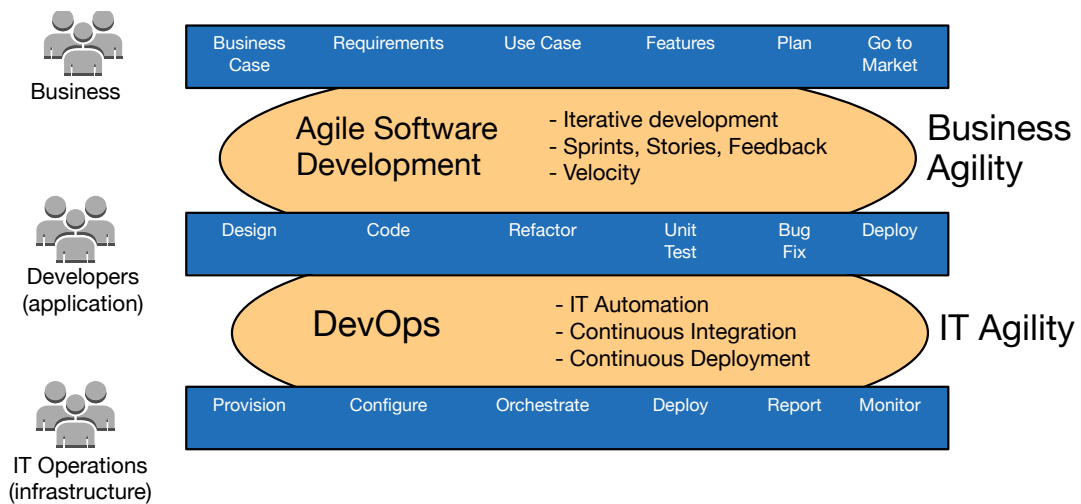 Business
Business Case
Requirements
Use Case
Features
Plan
Go to Market
Agile Software
Development
- Iterative development
- Sprints, Stories, Feedback
- Velocity
Business
Agility
Developers
(application)
Design
Code
Refactor
Unit Test
Bug Fix
Deploy
DevOps
- IT Automation
- Continuous Integration
- Continuous Deployment
IT Agility
IT Operations
(infrastructure)
Provision
Configure
Orchestrate
Deploy
Report
Monitor